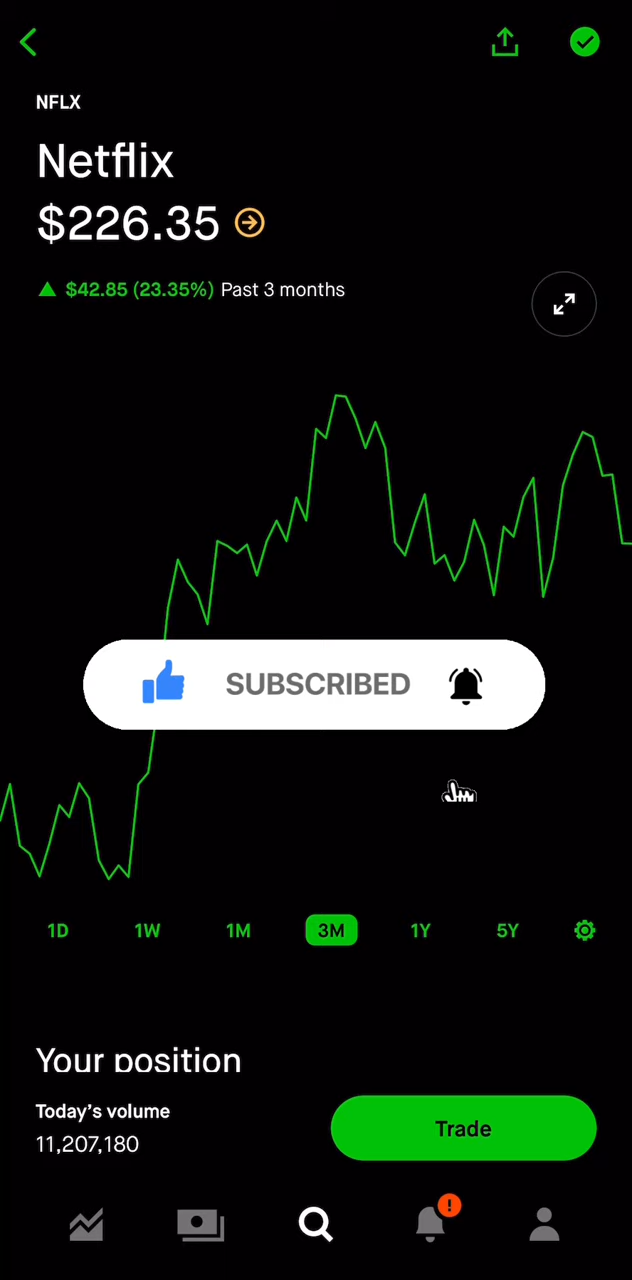 NFLX
Netflix
$226.35
$42.85 (23.35%) Past 3 months
SUBSCRIBED
1D 1W 1M 3M 1Y 5Y
Your position
Today's volume
11,207,180
Trade
!